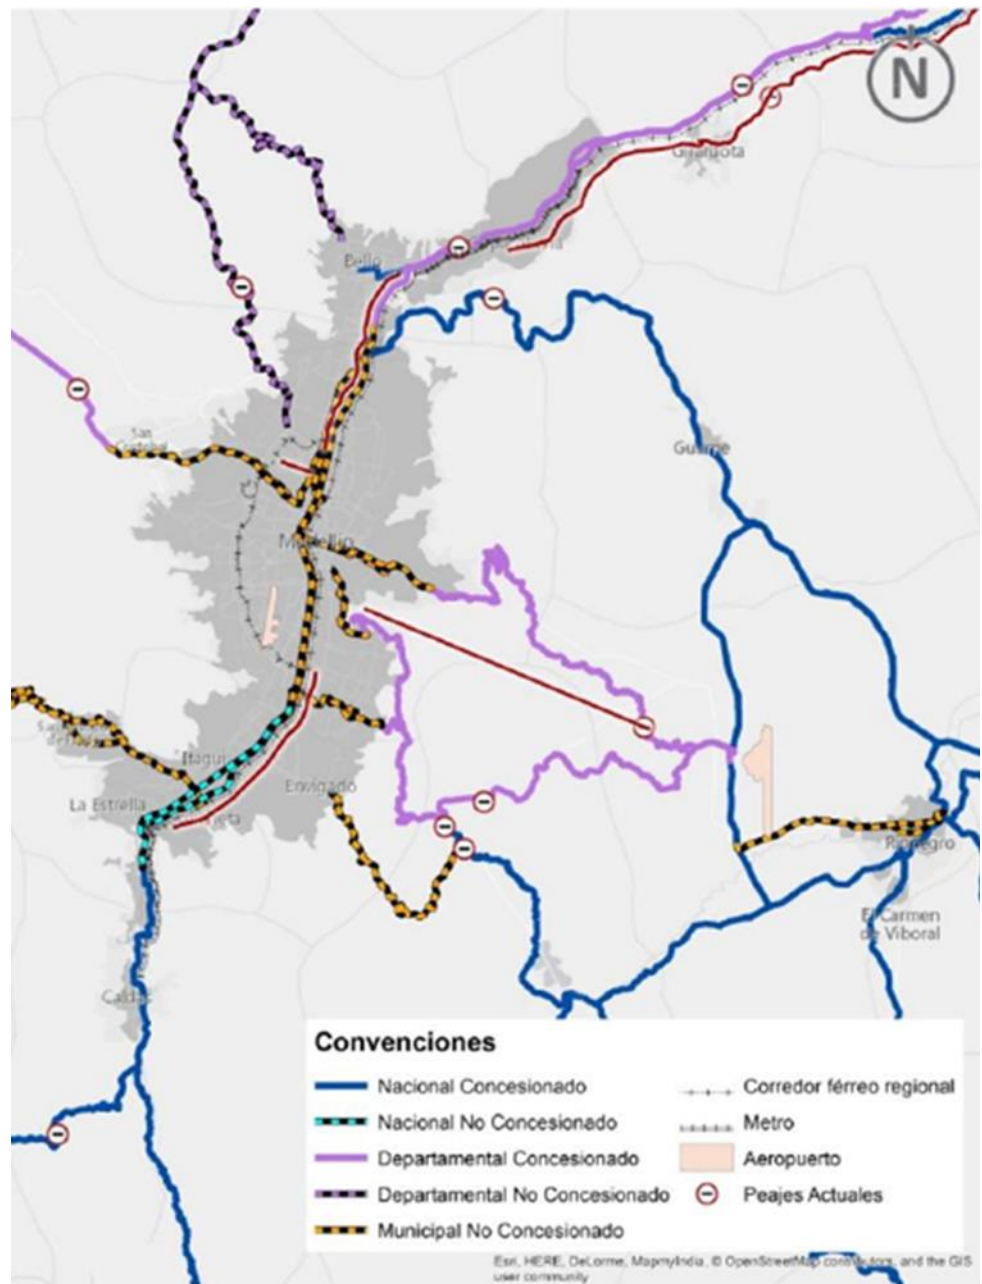 N
Girardota
Bello
San
Guarne
Medellín
Itagui
Envigado
La Estrella
Rionegro
El Carmen
de Viboral
Caldas
Convenciones
Nacional Concesionado
Nacional No Concesionado
Departamental Concesionado
Departamental No Concesionado
Municipal No Concesionado
Corredor férreo regional
Metro
Aeropuerto
Peajes Actuales
Esri, HERE, DeLorme, MapmyIndia, © OpenStreetMap contributors, and the GIS
user community